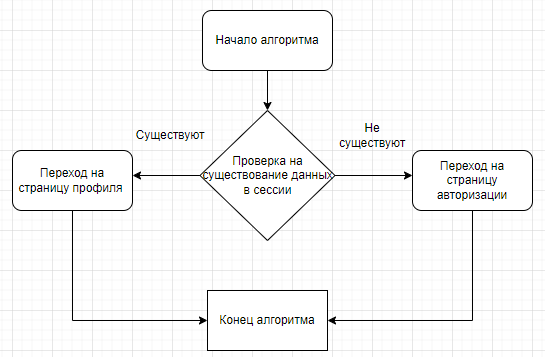 Начало алгоритма
Существуют
Не
существуют
Проверка на
существование данных
в сессии
Переход на
страницу профиля
Переход на
страницу
авторизации
Конец алгоритма